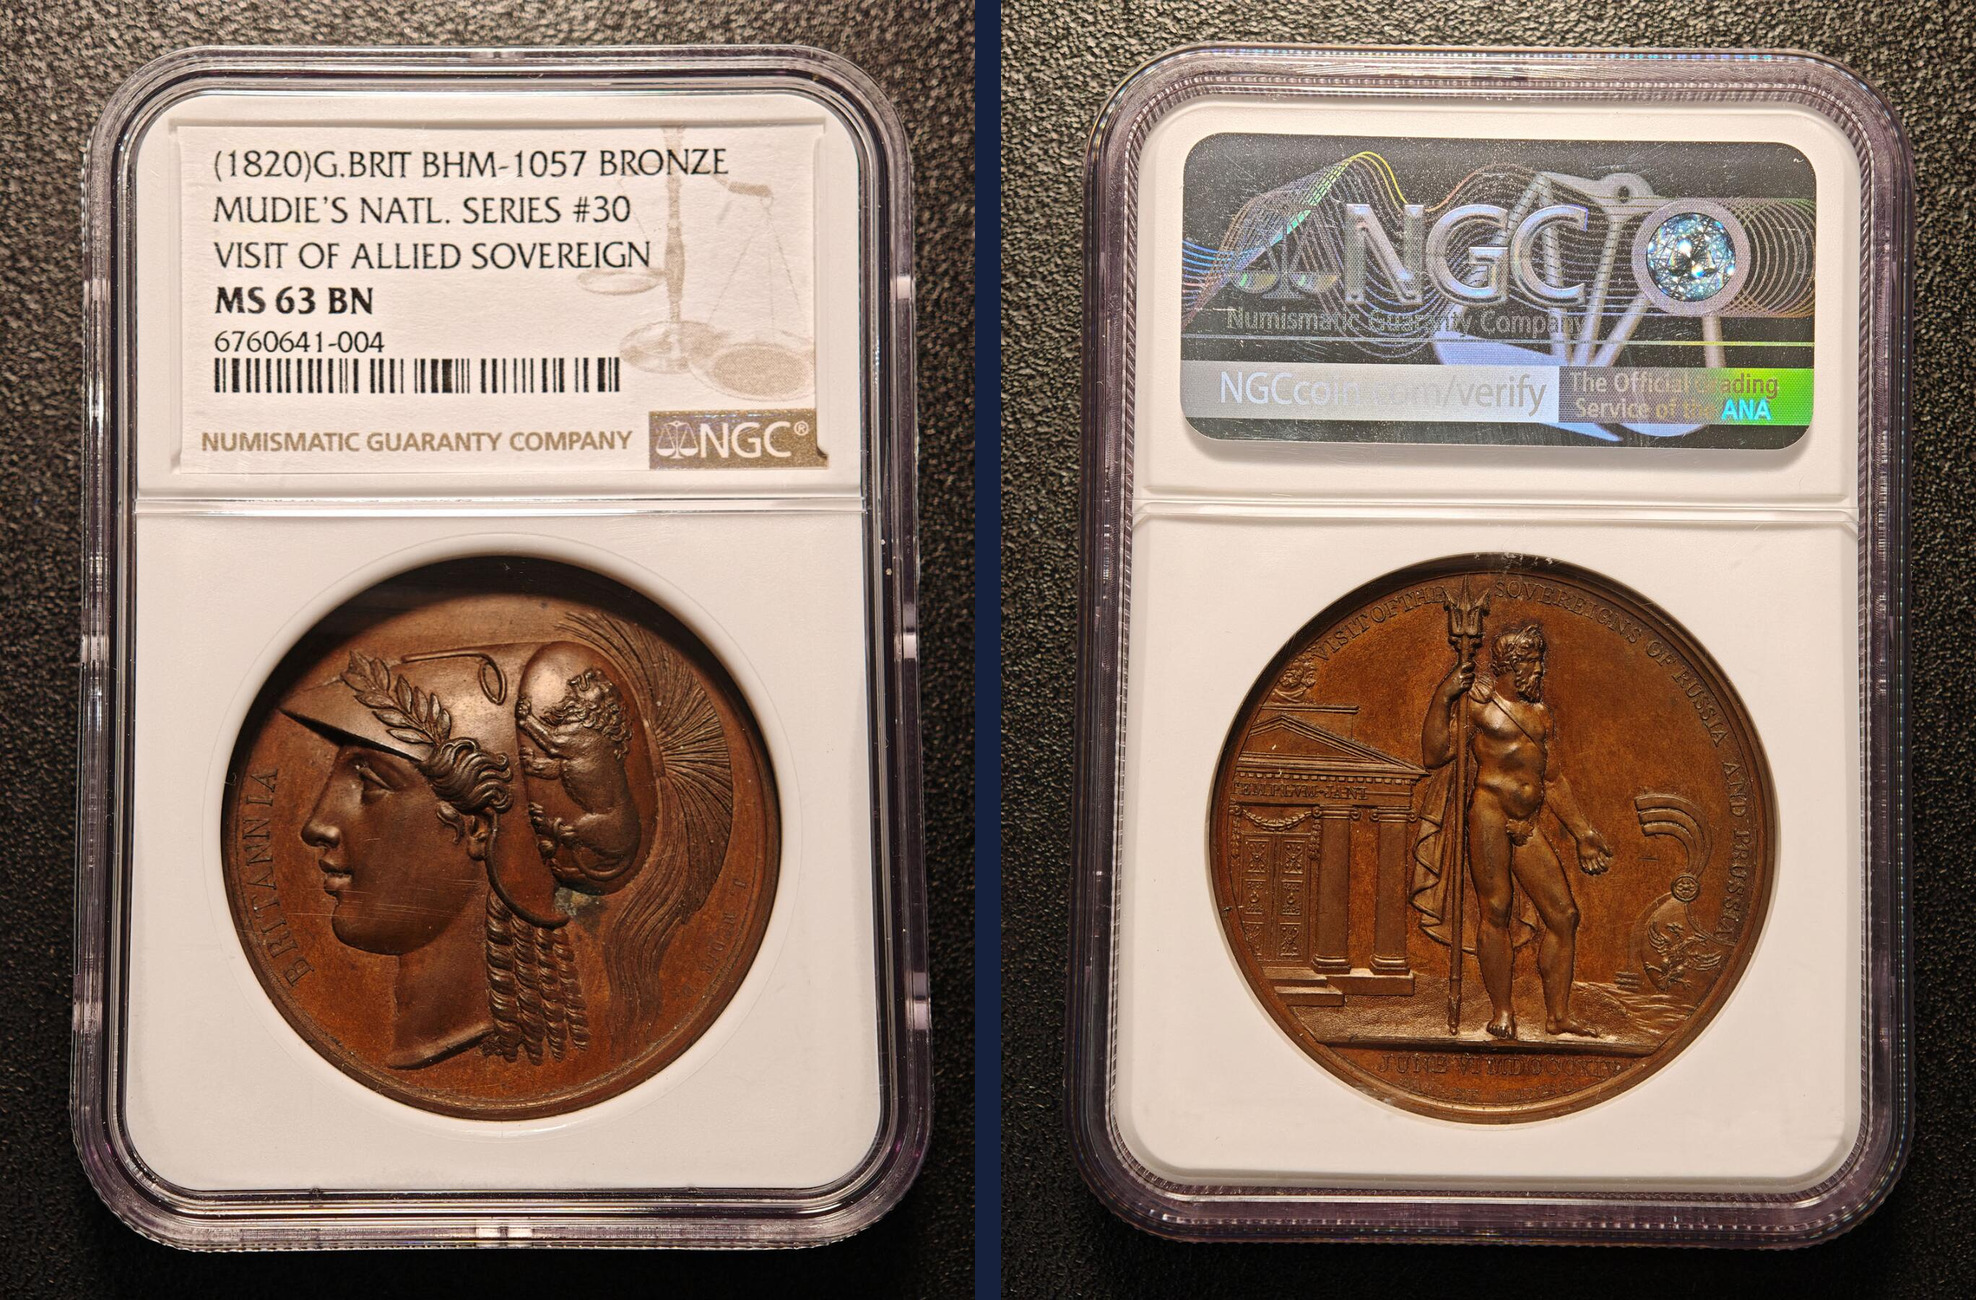 (1820)G.BRIT BHM-1057 BRONZE
MUDIE'S NATL. SERIES #30
VISIT OF ALLIED SOVEREIGN
MS 63 BN
6760641-004
NUMISMATIC GUARANTY COMPANY NGC®
BRITANNIA
NGC
Numismatic Guaranty Company
NGCcoin.com/verify
The Official Grading
Service of the ANA
VISIT OF THE SOVEREIGNS OF RUSSIA AND PRUSSIA
TEMPLVM·JANI
JUNE VI MDCCCXIV